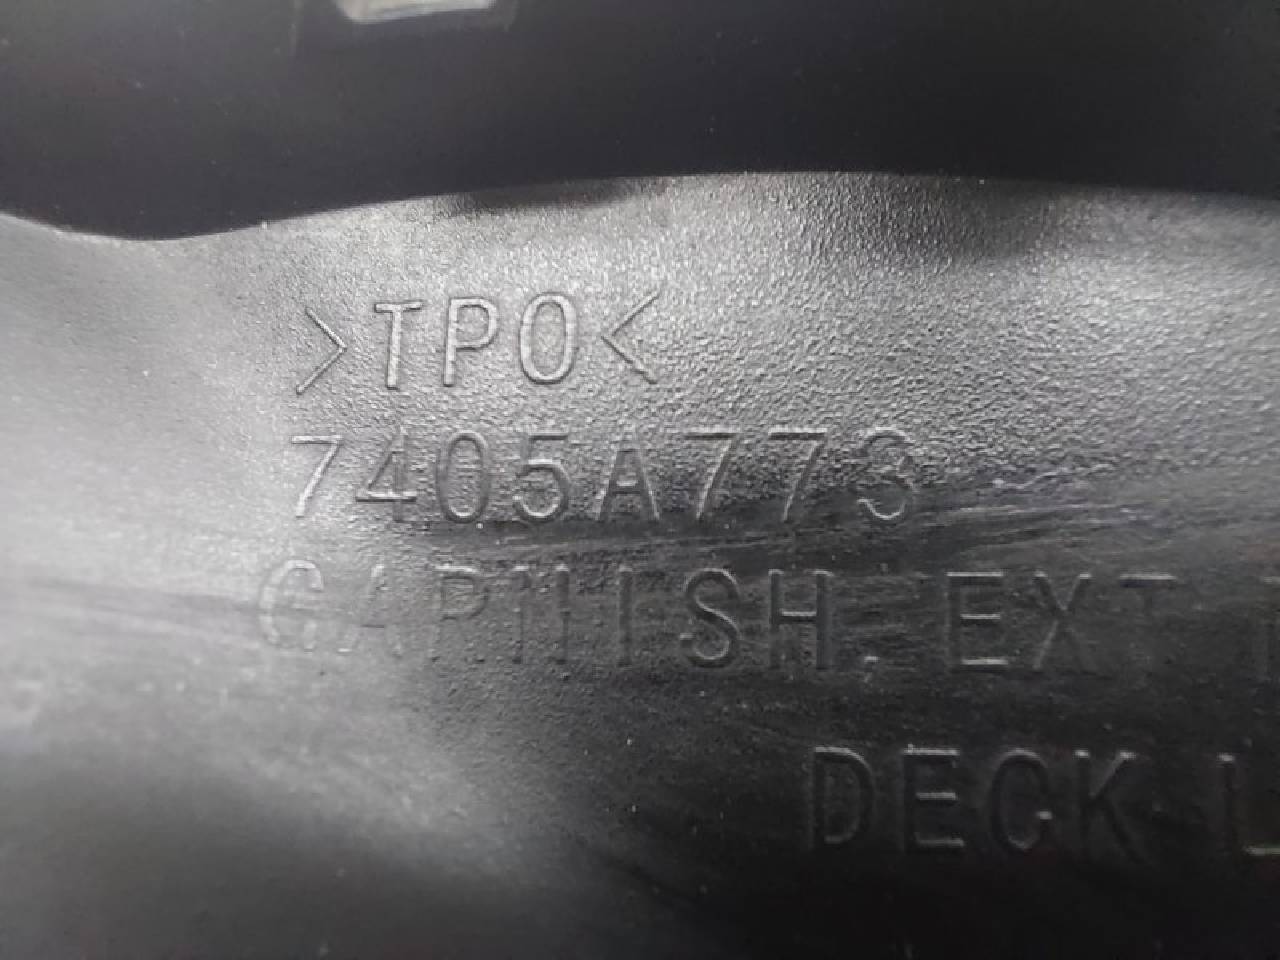 >TPO<
7405A773
GARNISH, EXT
DECK L